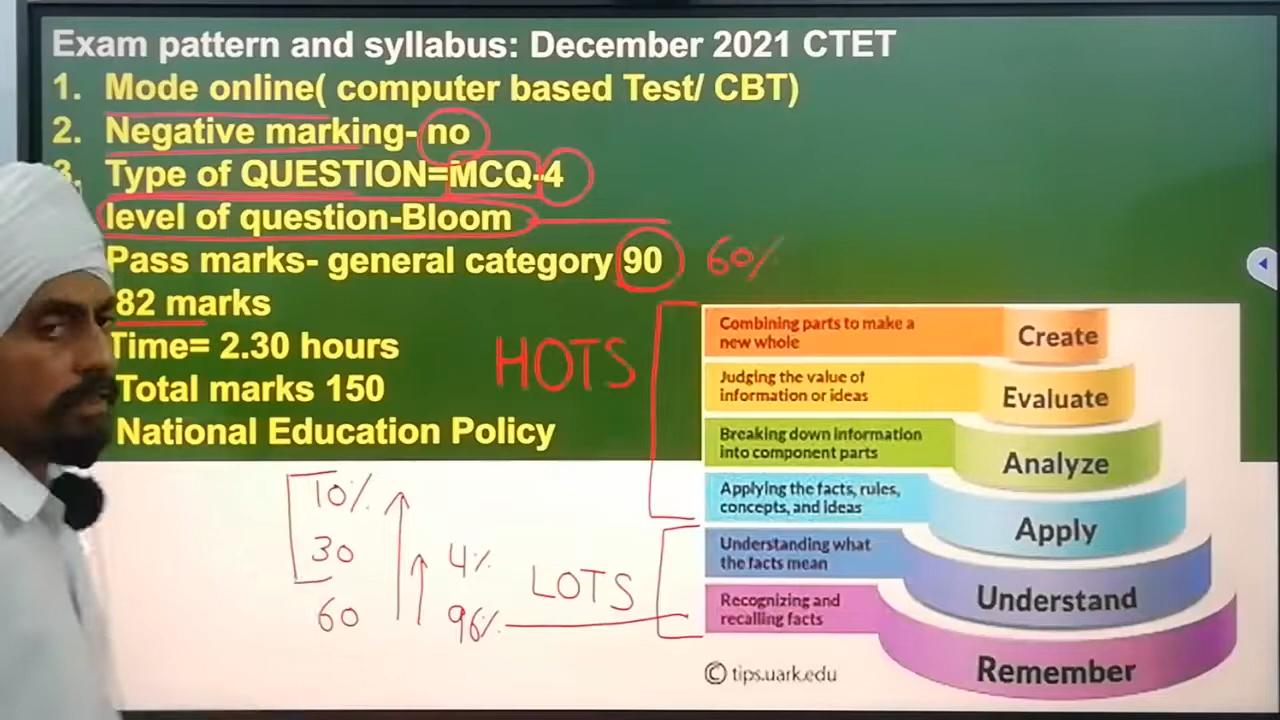 Exam pattern and syllabus: December 2021 CTET
1. Mode online( computer based Test/ CBT)
2. Negative marking- no
3. Type of QUESTION=MCQ-4
level of question-Bloom
Pass marks- general category 90 60%
82 marks
Time= 2.30 hours
Total marks 150
National Education Policy
HOTS
Combining parts to make a
new whole
Create
Judging the value of
information or ideas
Evaluate
Breaking down information
into component parts
Analyze
Applying the facts, rules,
concepts, and ideas
Apply
Understanding what
the facts mean
Understand
Recognizing and
recalling facts
Remember
10%
30
60
4%
96%
LOTS
© tips.uark.edu